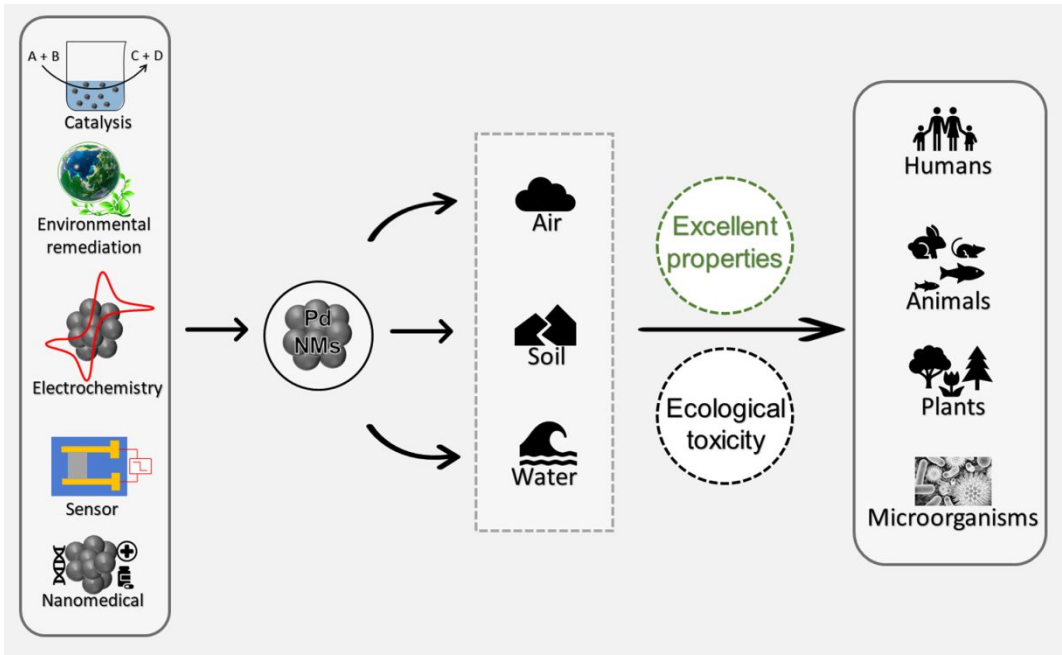 A + B
C + D
Catalysis
Environmental
remediation
Electrochemistry
Sensor
Nanomedical
Pd
NMs
Air
Soil
Water
Excellent
properties
Ecological
toxicity
Humans
Animals
Plants
Microorganisms